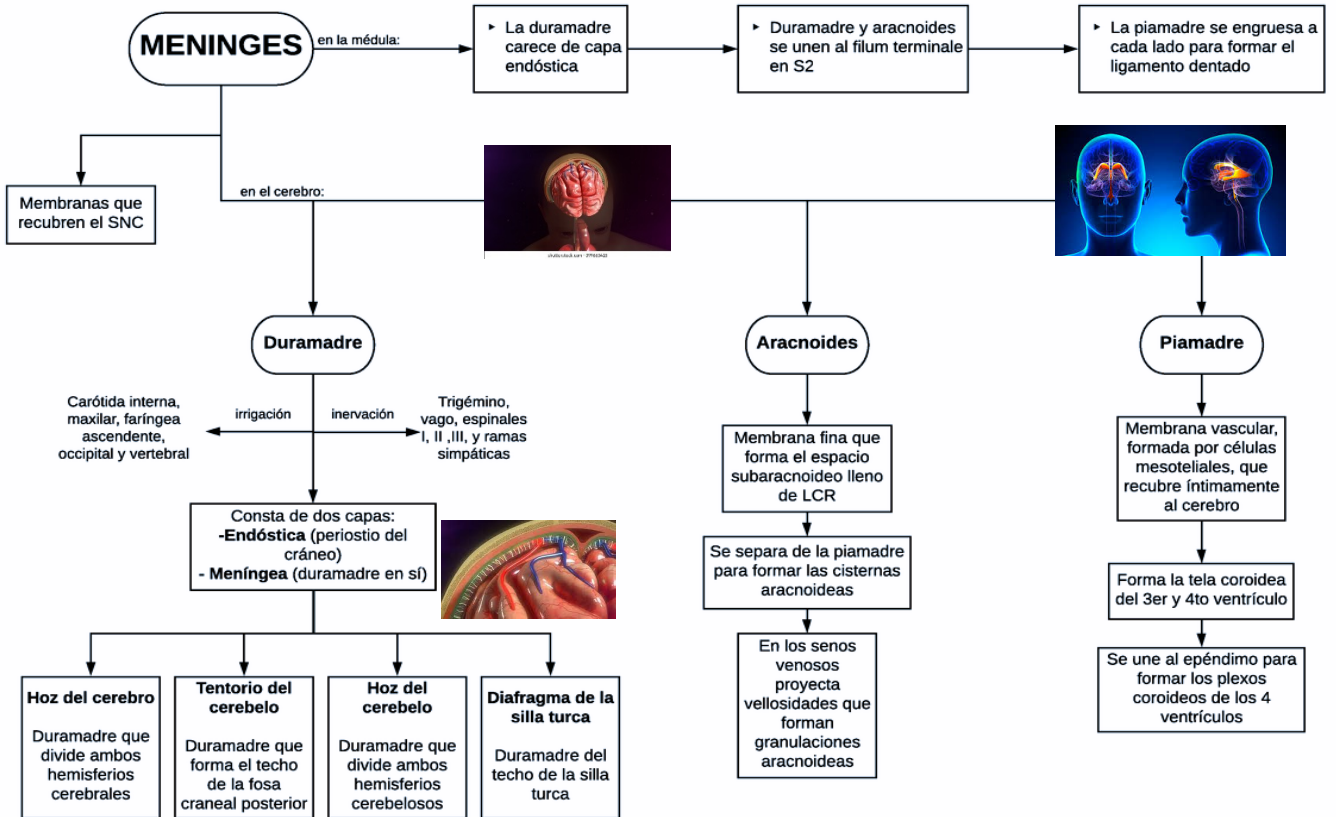 MENINGES
en la médula:
‣ La duramadre
carece de capa
endóstica
‣ Duramadre y aracnoides
se unen al filum terminale
en S2
‣ La piamadre se engruesa a
cada lado para formar el
ligamento dentado
Membranas que
recubren el SNC
en el cerebro:
Duramadre
Aracnoides
Piamadre
Carótida interna,
maxilar, faríngea
ascendente,
occipital y vertebral
irrigación
inervación
Trigémino,
vago, espinales
I, II ,III, y ramas
simpáticas
Consta de dos capas:
-Endóstica (periostio del
cráneo)
- Meníngea (duramadre en sí)
Hoz del cerebro
Duramadre que
divide ambos
hemisferios
cerebrales
Tentorio del
cerebelo
Duramadre que
forma el techo
de la fosa
craneal posterior
Hoz del
cerebelo
Duramadre que
divide ambos
hemisferios
cerebelosos
Diafragma de la
silla turca
Duramadre del
techo de la silla
turca
Membrana fina que
forma el espacio
subaracnoideo lleno
de LCR
Se separa de la piamadre
para formar las cisternas
aracnoideas
En los senos
venosos
proyecta
vellosidades que
forman
granulaciones
aracnoideas
Membrana vascular,
formada por células
mesoteliales, que
recubre íntimamente
al cerebro
Forma la tela coroidea
del 3er y 4to ventrículo
Se une al epéndimo para
formar los plexos
coroideos de los 4
ventrículos